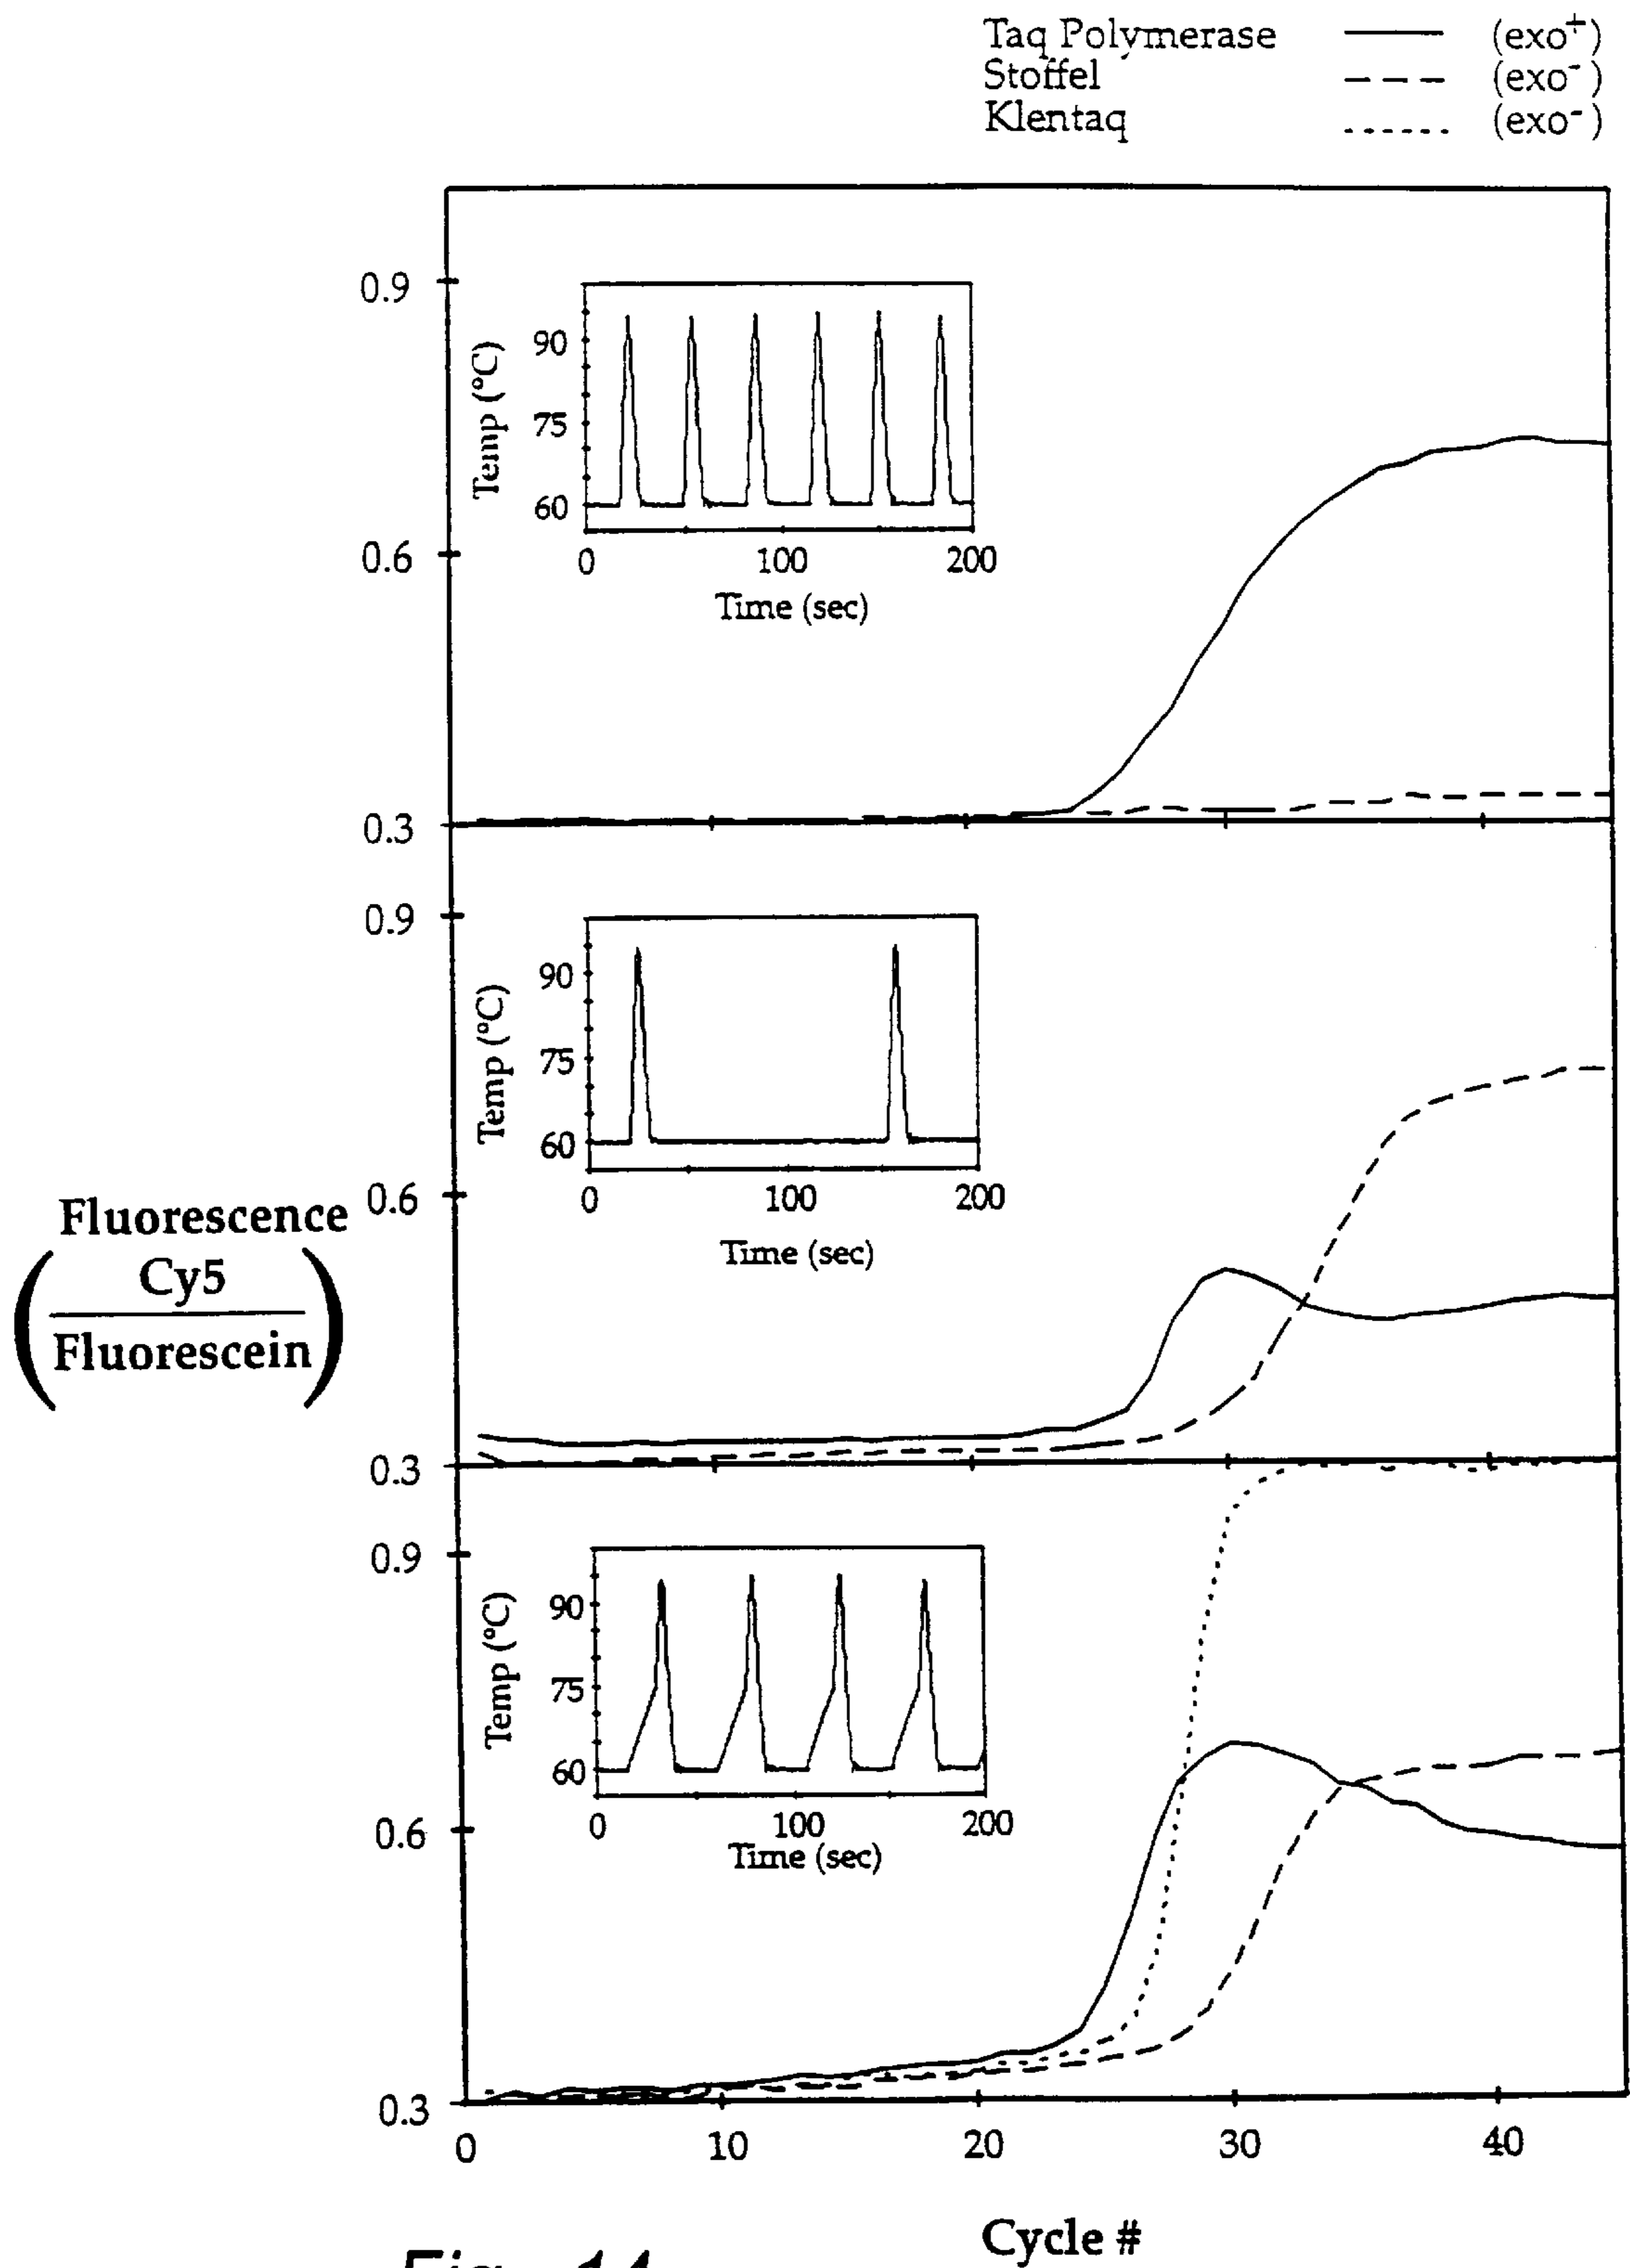 Taq Polymerase (exo⁺)
Stoffel (exo⁻)
Klentaq (exo⁻)
0.9
0.6
0.3
Temp (°C)
90
75
60
0 100 200
Time (sec)
0.9
0.6
0.3
Temp (°C)
90
75
60
0 100 200
Time (sec)
Fluorescence
Cy5
Fluorescein
0.9
0.6
0.3
Temp (°C)
90
75
60
0 100 200
Time (sec)
0 10 20 30 40
Cycle #